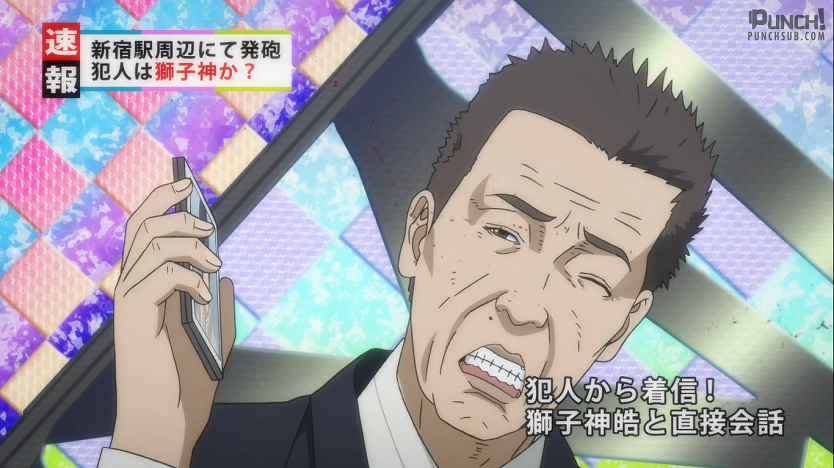 PUNCH!
PUNCHSUB.COM
速報
新宿駅周辺にて発砲
犯人は獅子神か？
犯人から着信！
獅子神皓と直接会話